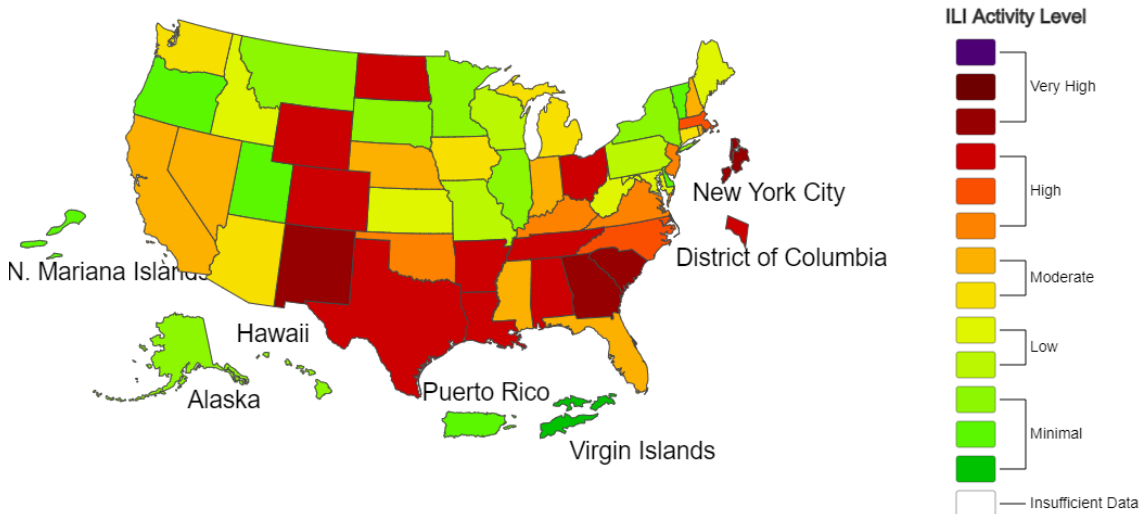 ILI Activity Level
Very High
High
Moderate
Low
Minimal
Insufficient Data
New York City
District of Columbia
N. Mariana Islands
Hawaii
Alaska
Puerto Rico
Virgin Islands